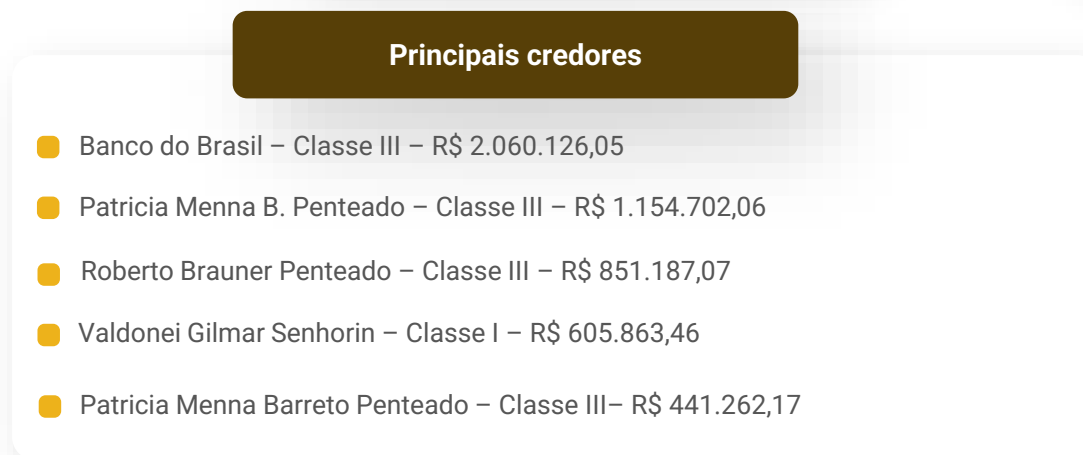 Principais credores
Banco do Brasil – Classe III – R$ 2.060.126,05
Patricia Menna B. Penteado – Classe III – R$ 1.154.702,06
Roberto Brauner Penteado – Classe III – R$ 851.187,07
Valdonei Gilmar Senhorin – Classe I – R$ 605.863,46
Patricia Menna Barreto Penteado – Classe III– R$ 441.262,17